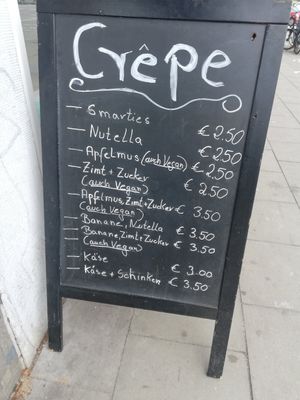 Crêpe
— Smarties € 2.50
— Nutella € 2.50
— Apfelmus (auch Vegan) € 2.50
— Zimt + Zucker € 2.50
(auch Vegan)
— Apfelmus, Zimt + Zucker € 3.50
(auch Vegan)
— Banane, Nutella € 3.50
— Banane, Zimt + Zucker € 3.50
(auch Vegan)
— Käse € 3.00
— Käse + Schinken € 3.50